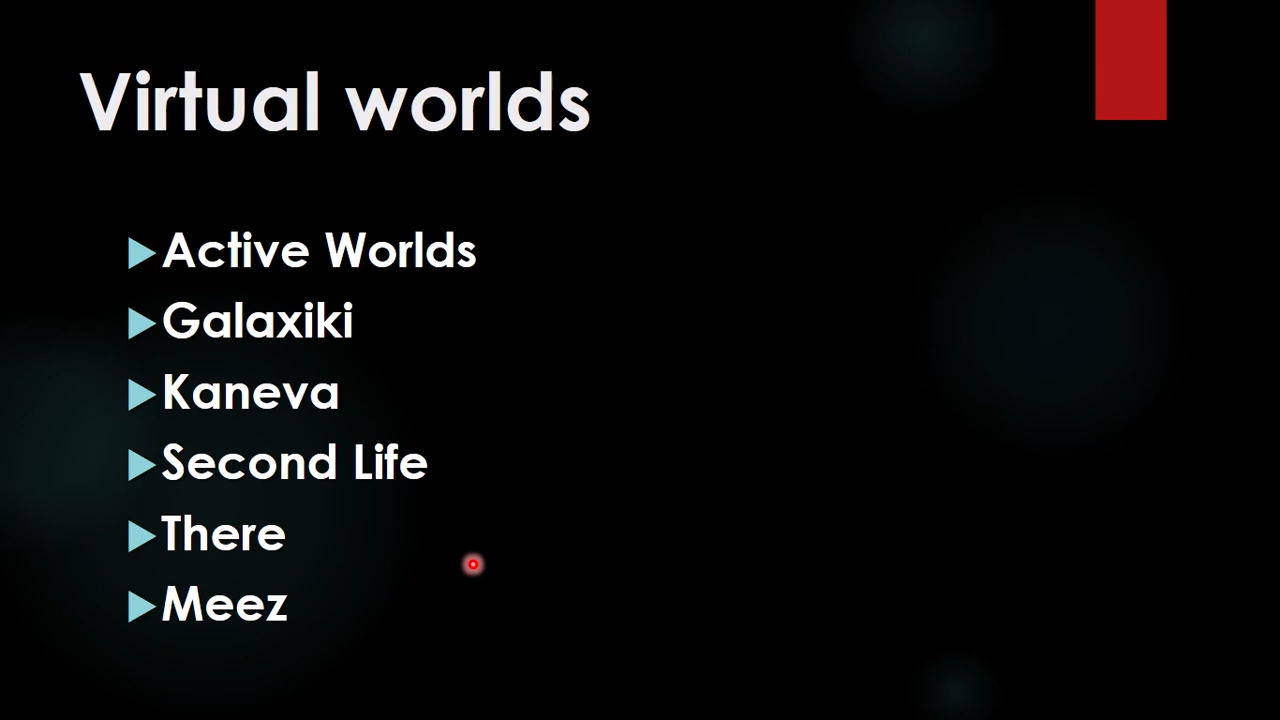 Virtual worlds
Active Worlds
Galaxiki
Kaneva
Second Life
There
Meez